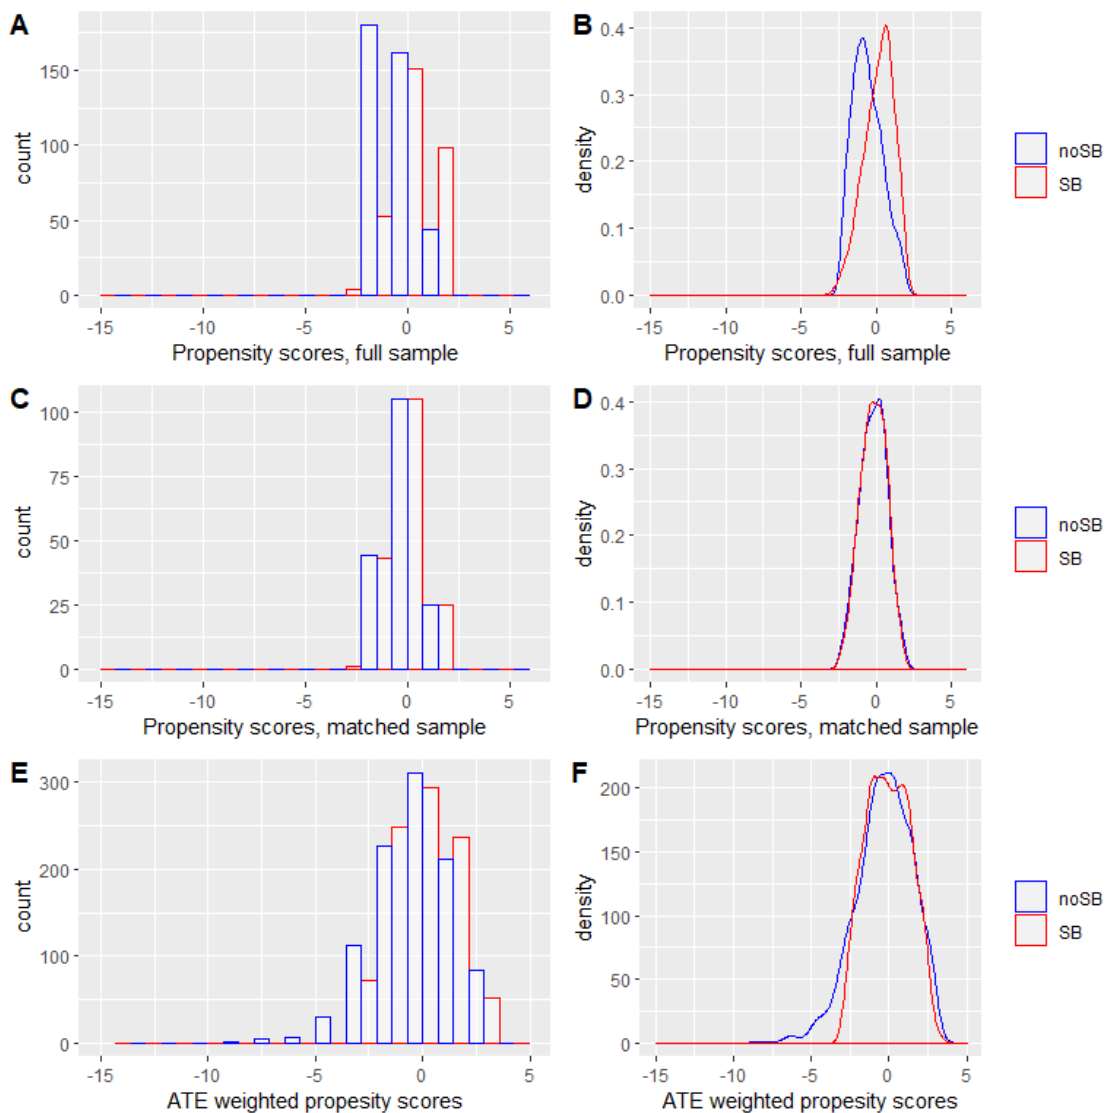 A
count
150
100
50
0
-15
-10
-5
0
5
Propensity scores, full sample
B
density
0.4
0.3
0.2
0.1
0.0
-15
-10
-5
0
5
Propensity scores, full sample
noSB
SB
C
count
100
75
50
25
0
-15
-10
-5
0
5
Propensity scores, matched sample
D
density
0.4
0.3
0.2
0.1
0.0
-15
-10
-5
0
5
Propensity scores, matched sample
noSB
SB
E
count
300
200
100
0
-15
-10
-5
0
5
ATE weighted propesity scores
F
density
200
150
100
50
0
-15
-10
-5
0
5
ATE weighted propesity scores
noSB
SB